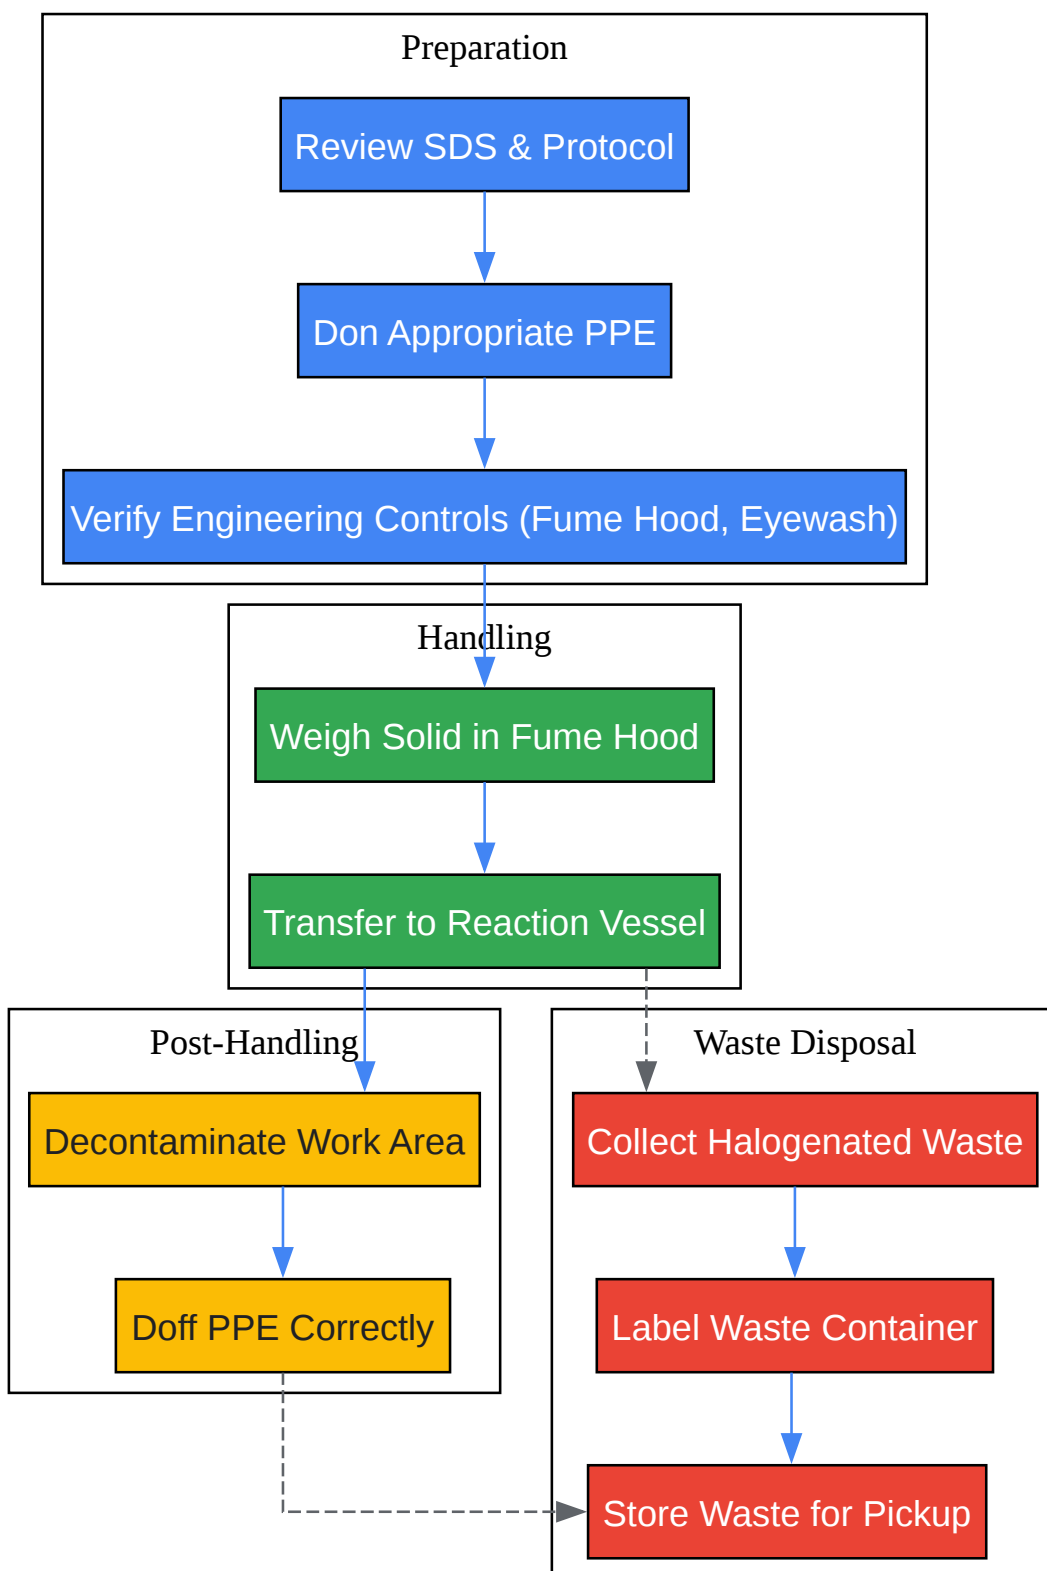 Preparation
Review SDS & Protocol
Don Appropriate PPE
Verify Engineering Controls (Fume Hood, Eyewash)
Handling
Weigh Solid in Fume Hood
Transfer to Reaction Vessel
Post-Handling
Decontaminate Work Area
Doff PPE Correctly
Waste Disposal
Collect Halogenated Waste
Label Waste Container
Store Waste for Pickup